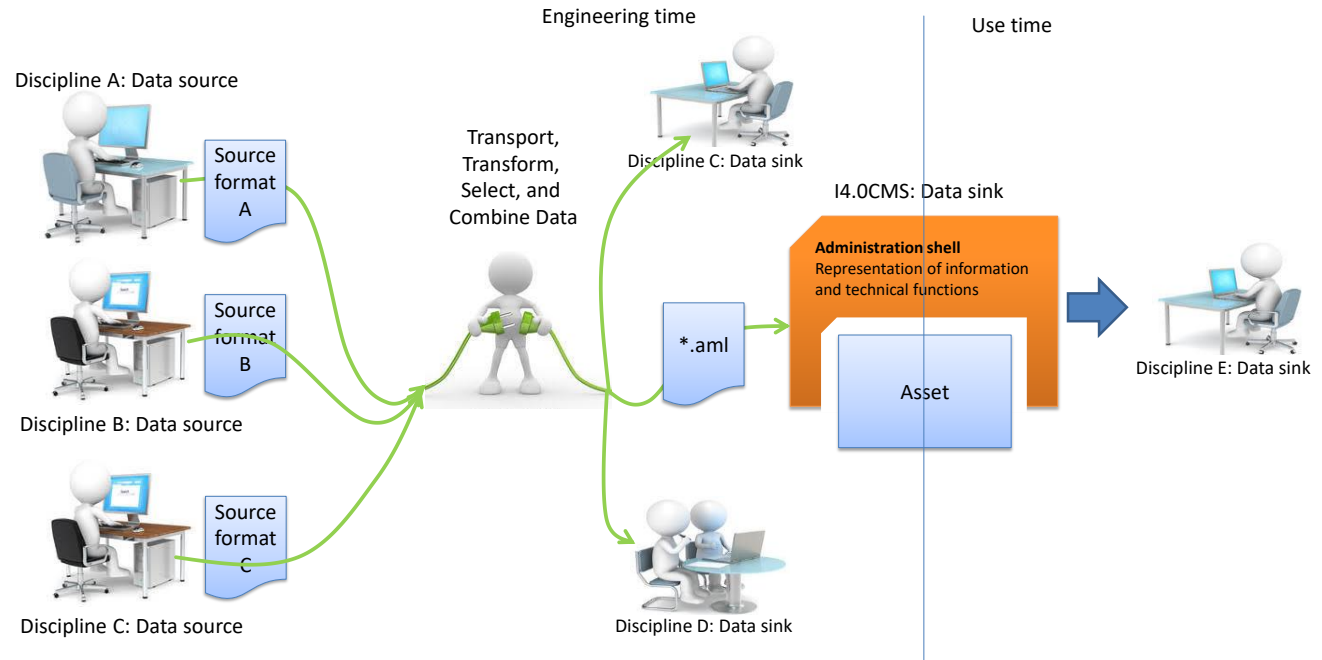 Engineering time
Use time
Discipline A: Data source
Source
format
A
Transport,
Transform,
Select, and
Combine Data
Discipline C: Data sink
I4.0CMS: Data sink
Administration shell
Representation of information
and technical functions
Source
format
B
*.aml
Asset
Discipline E: Data sink
Discipline B: Data source
Source
format
C
Discipline C: Data source
Discipline D: Data sink